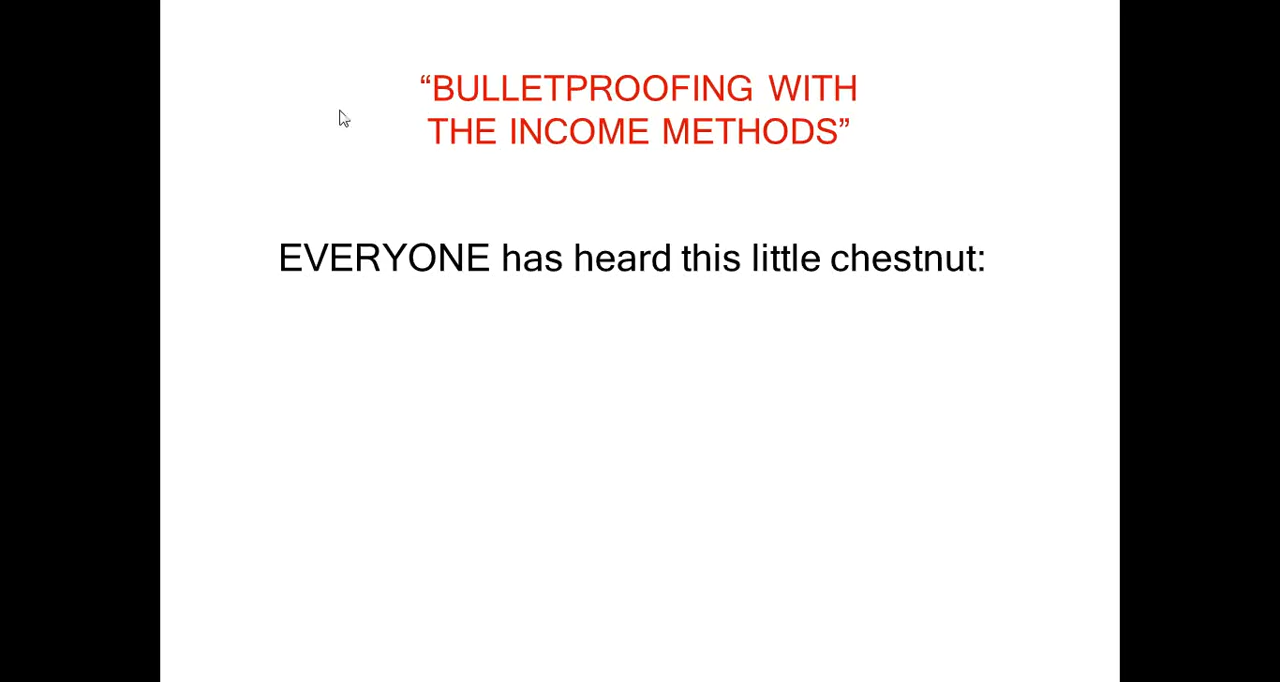 “BULLETPROOFING WITH
THE INCOME METHODS”
EVERYONE has heard this little chestnut: